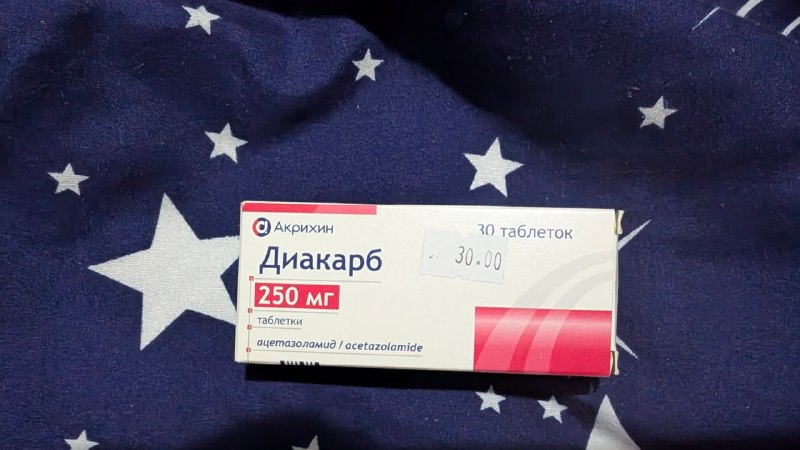 Акрихин
30 таблеток
Диакарб
30.00
250 мг
таблетки
ацетазоламид / acetazolamide